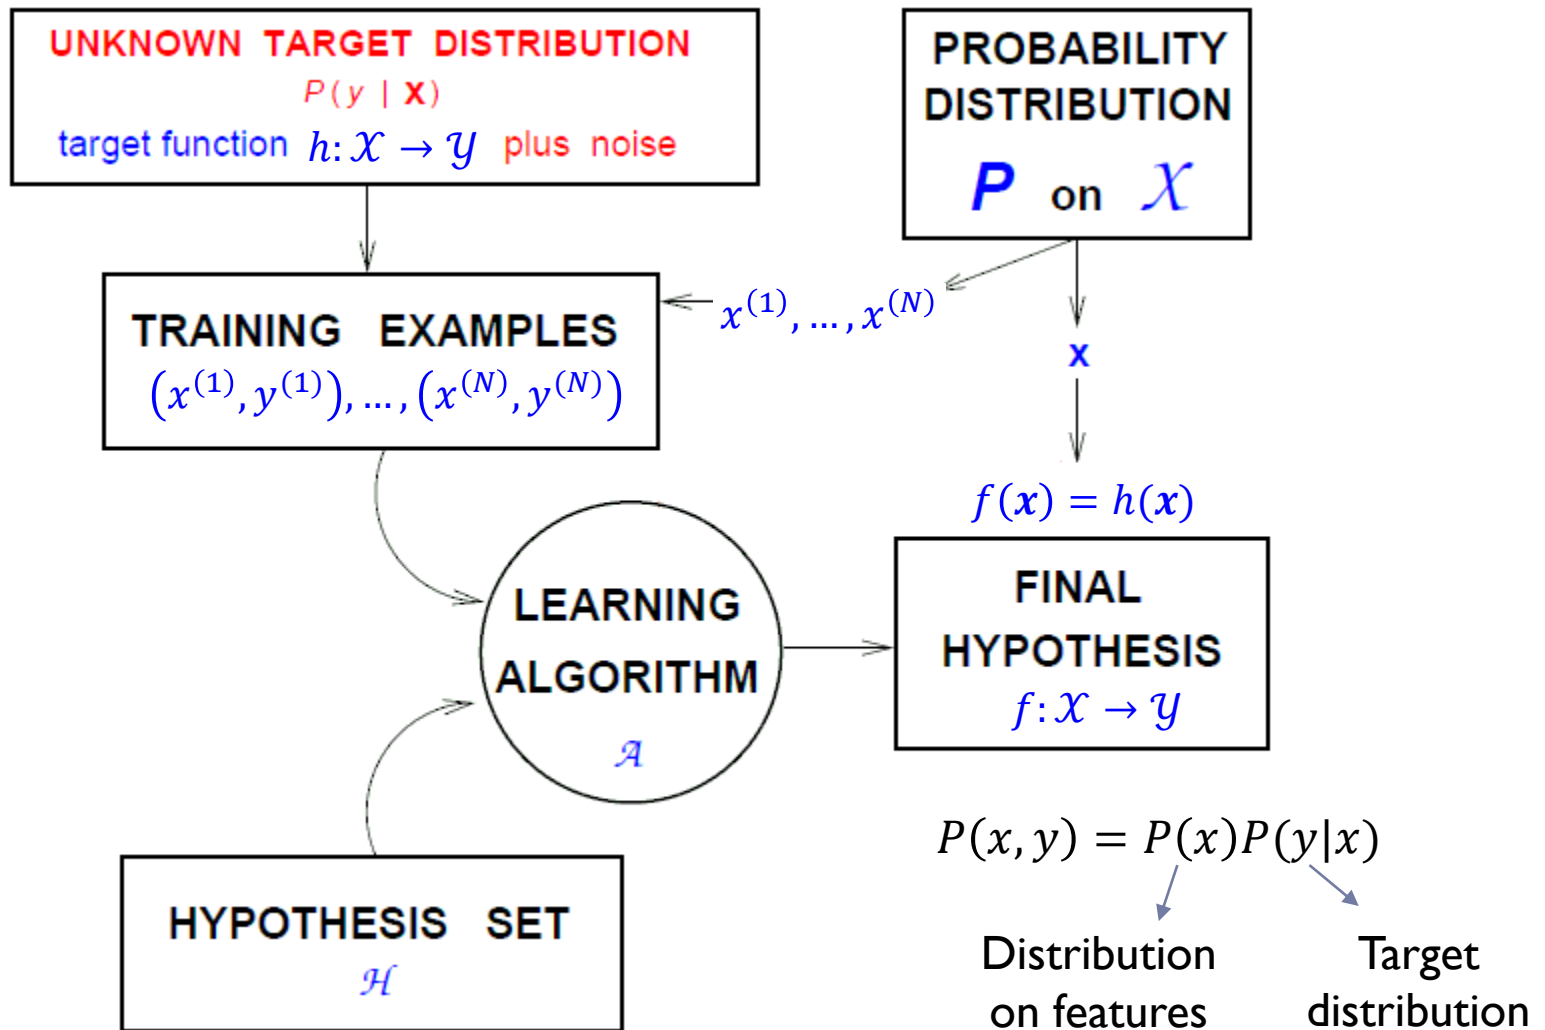 UNKNOWN TARGET DISTRIBUTION
P(y | x)
target function h: 𝒳 → 𝒴 plus noise
PROBABILITY
DISTRIBUTION
P on 𝒳
TRAINING EXAMPLES
(x^(1), y^(1)), …, (x^(N), y^(N))
x^(1), …, x^(N)
x
f(x) = h(x)
LEARNING
ALGORITHM
𝒜
FINAL
HYPOTHESIS
f: 𝒳 → 𝒴
HYPOTHESIS SET
ℋ
P(x, y) = P(x)P(y|x)
Distribution
on features
Target
distribution